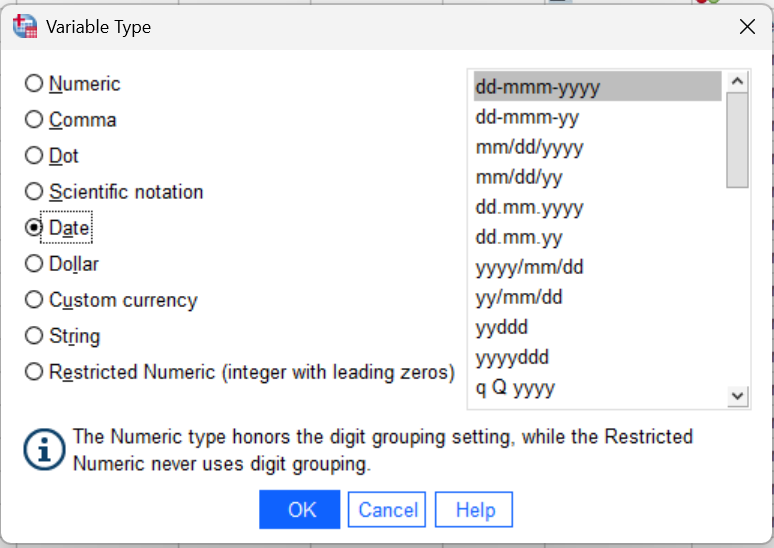 Variable Type
Numeric
Comma
Dot
Scientific notation
Date
Dollar
Custom currency
String
Restricted Numeric (integer with leading zeros)
dd-mmm-yyyy
dd-mmm-yy
mm/dd/yyyy
mm/dd/yy
dd.mm.yyyy
dd.mm.yy
yyyy/mm/dd
yy/mm/dd
yyddd
yyyyddd
q Q yyyy
The Numeric type honors the digit grouping setting, while the Restricted
Numeric never uses digit grouping.
OK Cancel Help